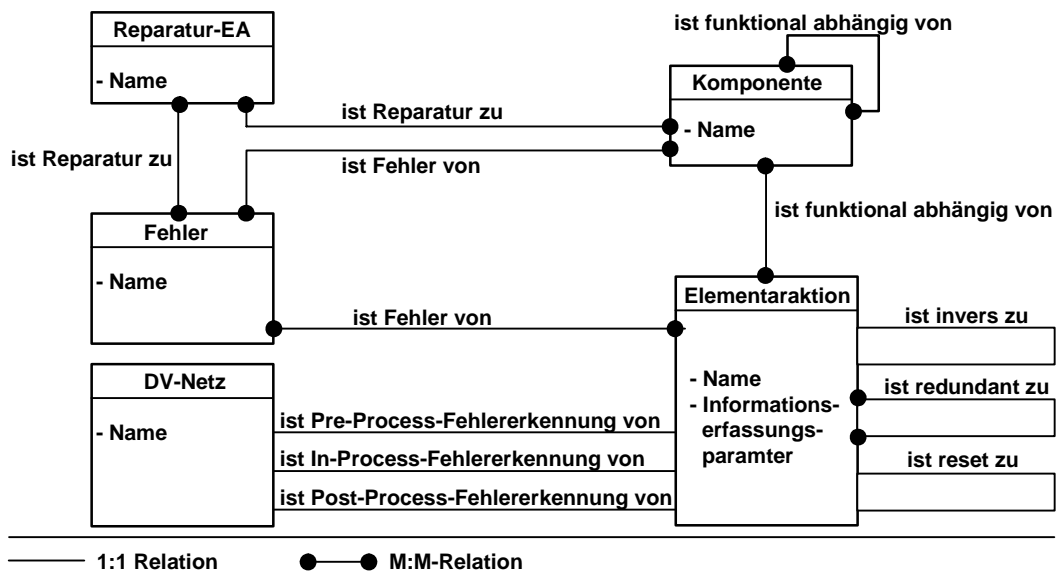 Reparatur-EA
- Name
ist funktional abhängig von
Komponente
- Name
ist Reparatur zu
ist Reparatur zu
ist Fehler von
ist funktional abhängig von
Fehler
- Name
ist Fehler von
Elementaraktion
- Name
- Informations-
erfassungs-
paramter
ist invers zu
ist redundant zu
ist reset zu
DV-Netz
- Name
ist Pre-Process-Fehlererkennung von
ist In-Process-Fehlererkennung von
ist Post-Process-Fehlererkennung von
1:1 Relation
M:M-Relation